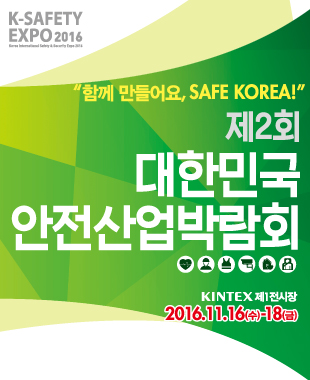 K-SAFETY
EXPO 2016
Korea International Safety & Security Expo 2016
“함께 만들어요, SAFE KOREA!”
제2회
대한민국
안전산업박람회
KINTEX 제1전시장
2016.11.16(수)-18(금)